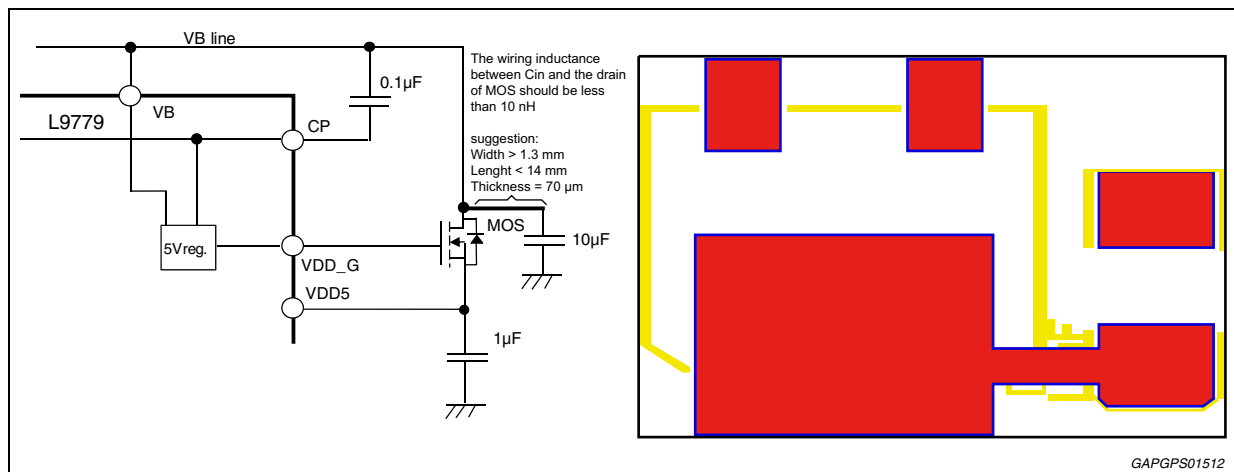 VB line
The wiring inductance
between Cin and the drain
of MOS should be less
than 10 nH
0.1µF
VB
L9779
CP
suggestion:
Width > 1.3 mm
Lenght < 14 mm
Thickness = 70 µm
MOS
5Vreg.
10µF
VDD_G
VDD5
1µF
GAPGPS01512